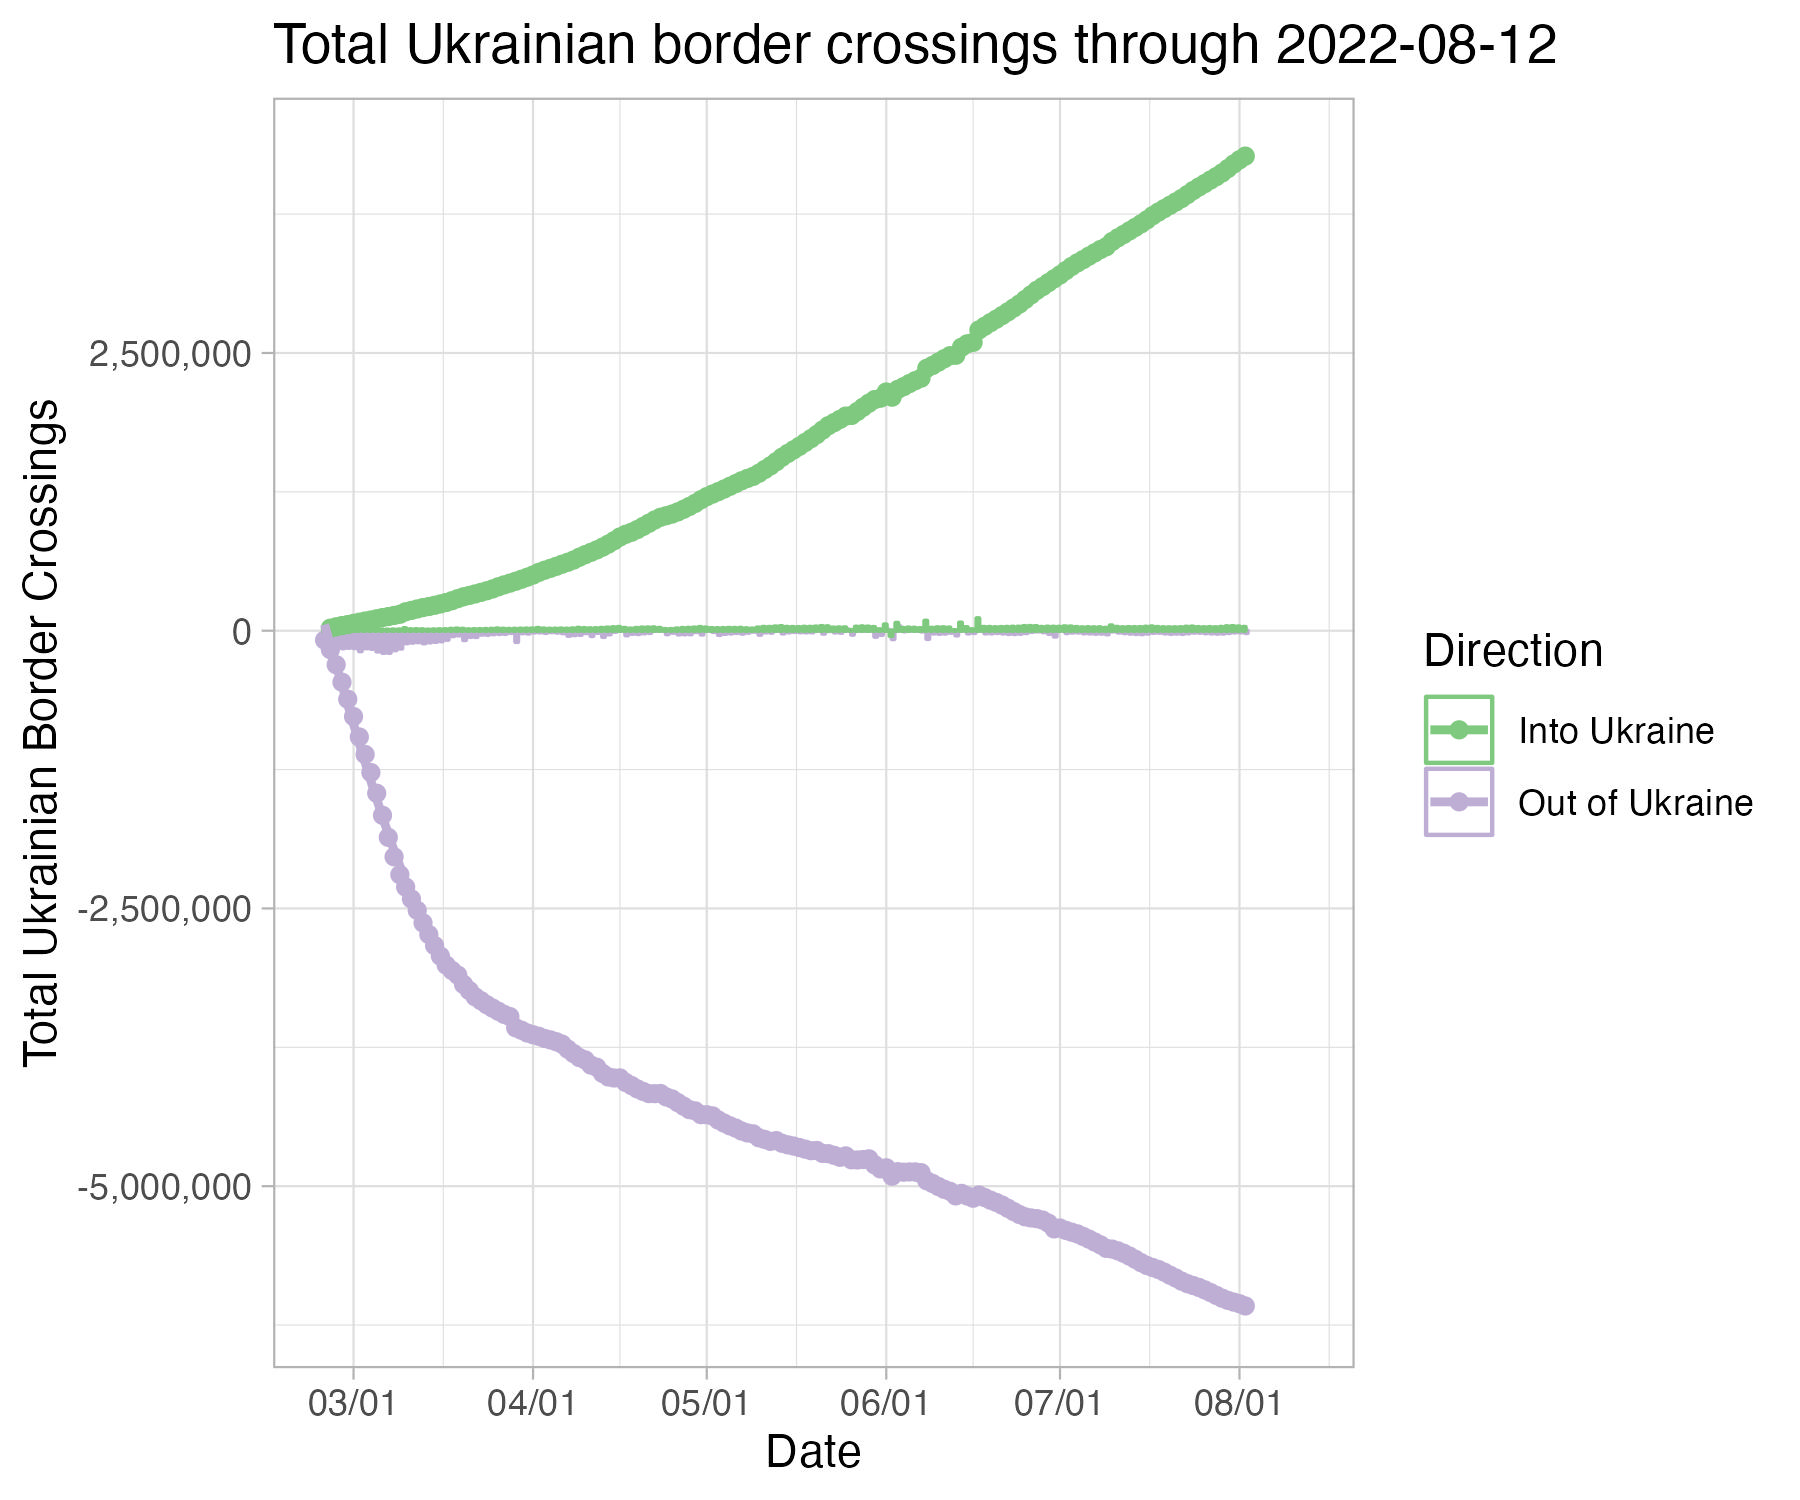 Total Ukrainian border crossings through 2022-08-12
Total Ukrainian Border Crossings
2,500,000
0
-2,500,000
-5,000,000
03/01
04/01
05/01
06/01
07/01
08/01
Date
Direction
Into Ukraine
Out of Ukraine